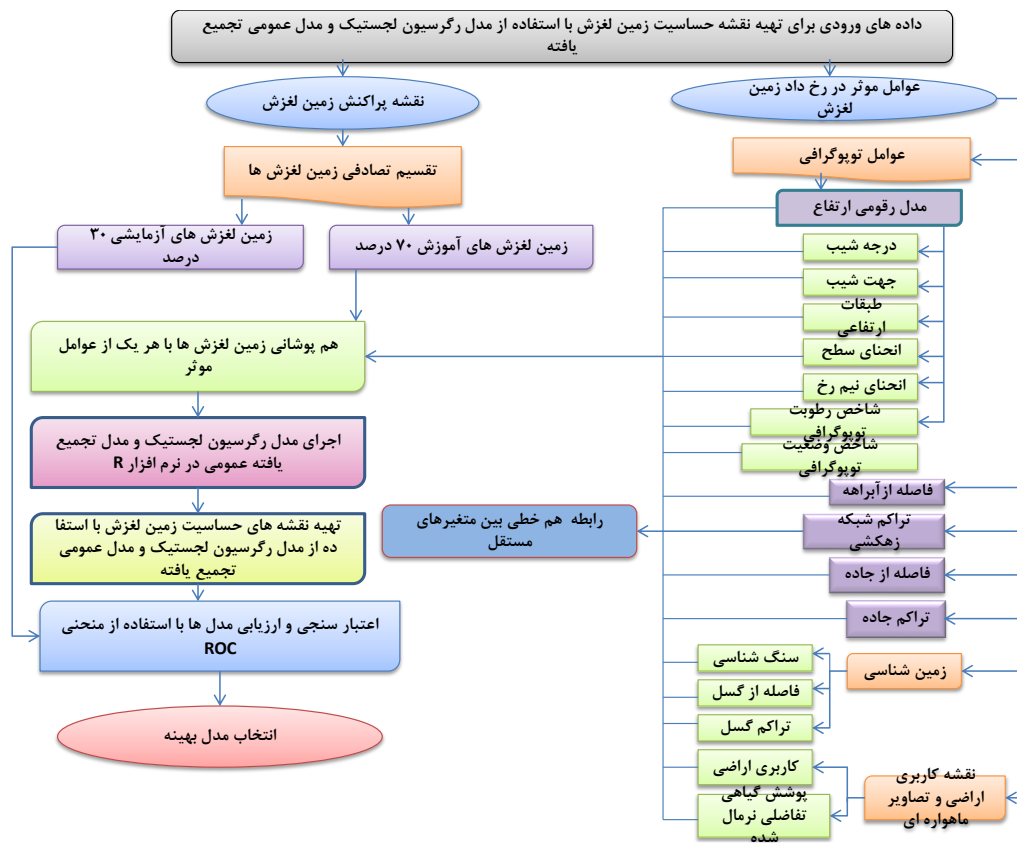 داده های ورودی برای تهیه نقشه حساسیت زمین لغزش با استفاده از مدل رگرسیون لجستیک و مدل عمومی تجمیع
یافته
عوامل موثر در رخ داد زمین
لغزش
نقشه پراکنش زمین لغزش
عوامل توپوگرافی
تقسیم تصادفی زمین لغزش ها
مدل رقومی ارتفاع
زمین لغزش های آموزش ۷۰ درصد
زمین لغزش های آزمایشی ۳۰
درصد
درجه شیب
جهت شیب
طبقات
ارتفاعی
انحنای سطح
انحنای نیم رخ
شاخص رطوبت
توپوگرافی
شاخص وضعیت
توپوگرافی
هم پوشانی زمین لغزش ها با هر یک از عوامل
موثر
اجرای مدل رگرسیون لجستیک و مدل تجمیع
یافته عمومی در نرم افزار R
فاصله از آبراهه
تراکم شبکه
زهکشی
فاصله از جاده
تراکم جاده
رابطه هم خطی بین متغیرهای
مستقل
تهیه نقشه های حساسیت زمین لغزش با استفا
ده از مدل رگرسیون لجستیک و مدل عمومی
تجمیع یافته
اعتبار سنجی و ارزیابی مدل ها با استفاده از منحنی
ROC
زمین شناسی
سنگ شناسی
فاصله از گسل
تراکم گسل
انتخاب مدل بهینه
نقشه کاربری
اراضی و تصاویر
ماهواره ای
کاربری اراضی
پوشش گیاهی
تفاضلی نرمال
شده